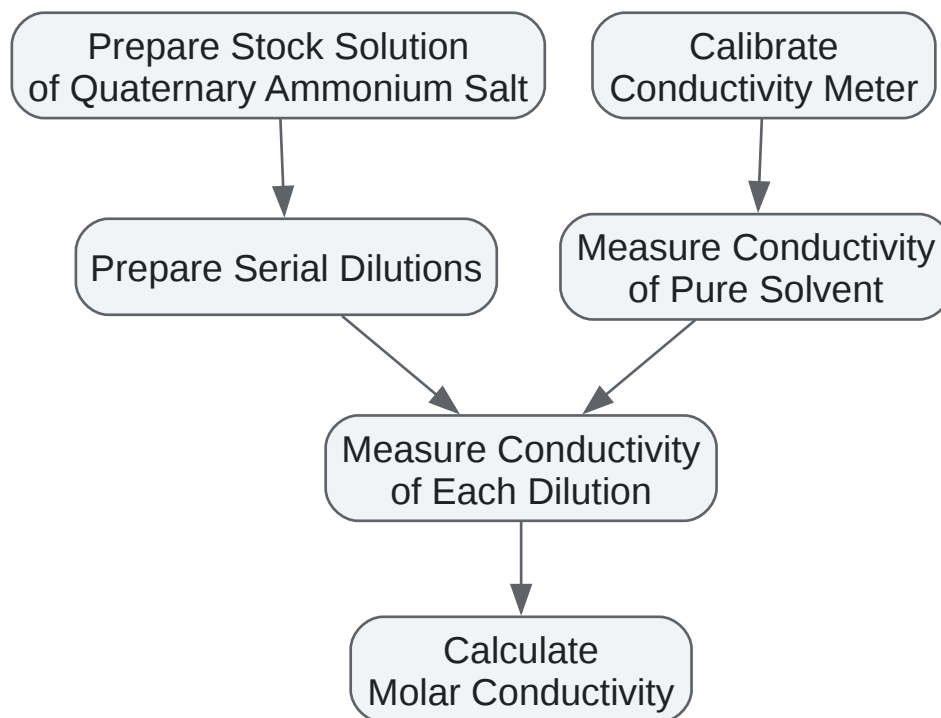 Prepare Stock Solution
of Quaternary Ammonium Salt
Calibrate
Conductivity Meter
Prepare Serial Dilutions
Measure Conductivity
of Pure Solvent
Measure Conductivity
of Each Dilution
Calculate
Molar Conductivity